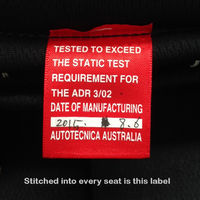 TESTED TO EXCEED
THE STATIC TEST
REQUIREMENT FOR
THE ADR 3/02
DATE OF MANUFACTURING
2015. 8.6
AUTOTECNICA AUSTRALIA
Stitched into every seat is this label